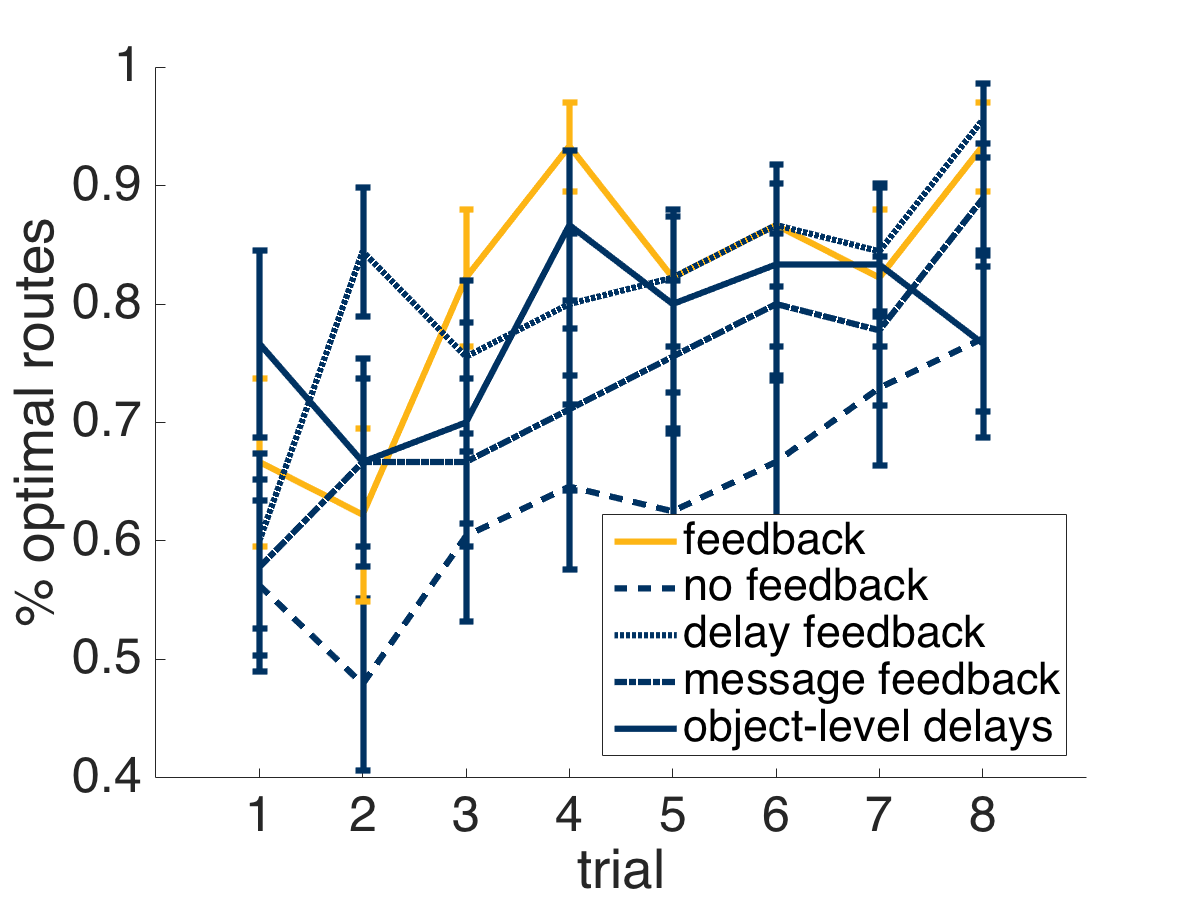 % optimal routes
1
0.9
0.8
0.7
0.6
0.5
0.4
feedback
no feedback
delay feedback
message feedback
object-level delays
1 2 3 4 5 6 7 8
trial